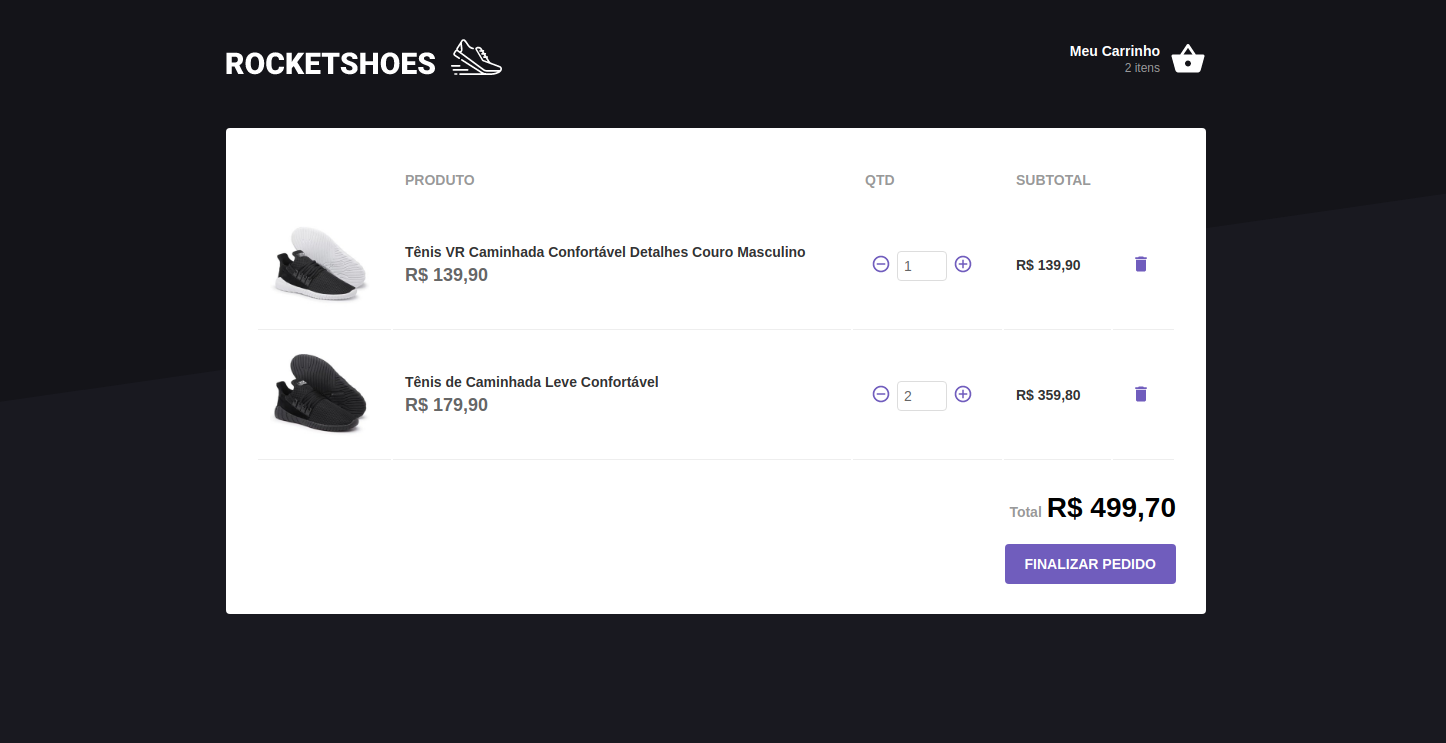 ROCKETSHOES
Meu Carrinho
2 itens
PRODUTO QTD SUBTOTAL
Tênis VR Caminhada Confortável Detalhes Couro Masculino
R$ 139,90
1
R$ 139,90
Tênis de Caminhada Leve Confortável
R$ 179,90
2
R$ 359,80
Total R$ 499,70
FINALIZAR PEDIDO